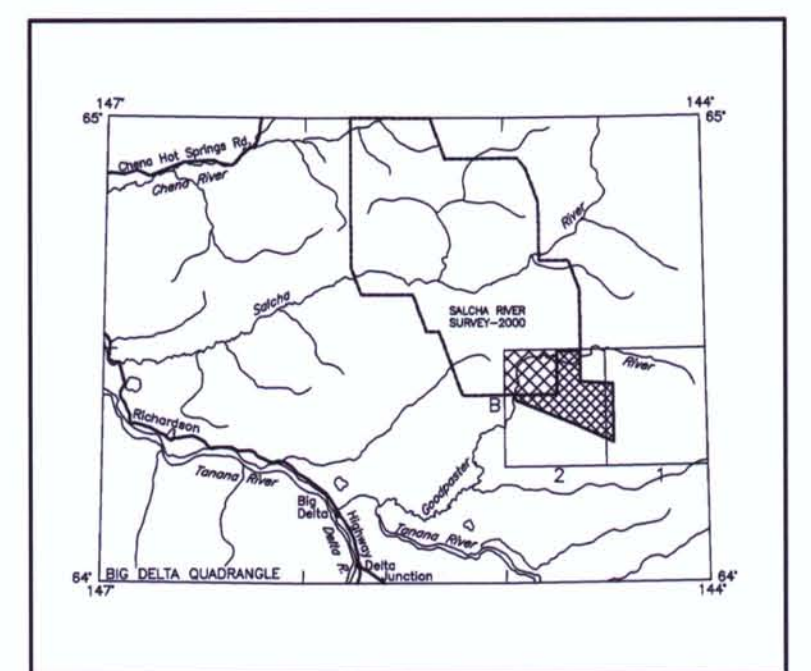 147° 144°
65° 65°
Chena Hot Springs Rd.
Chena River
River
Salcha
SALCHA RIVER
SURVEY-2000
River
B
Richardson
Tanana River
2 1
Goodpaster
Big
Delta
Highway
Delta R.
Tanana River
Delta
Junction
64° BIG DELTA QUADRANGLE 64°
147° 144°